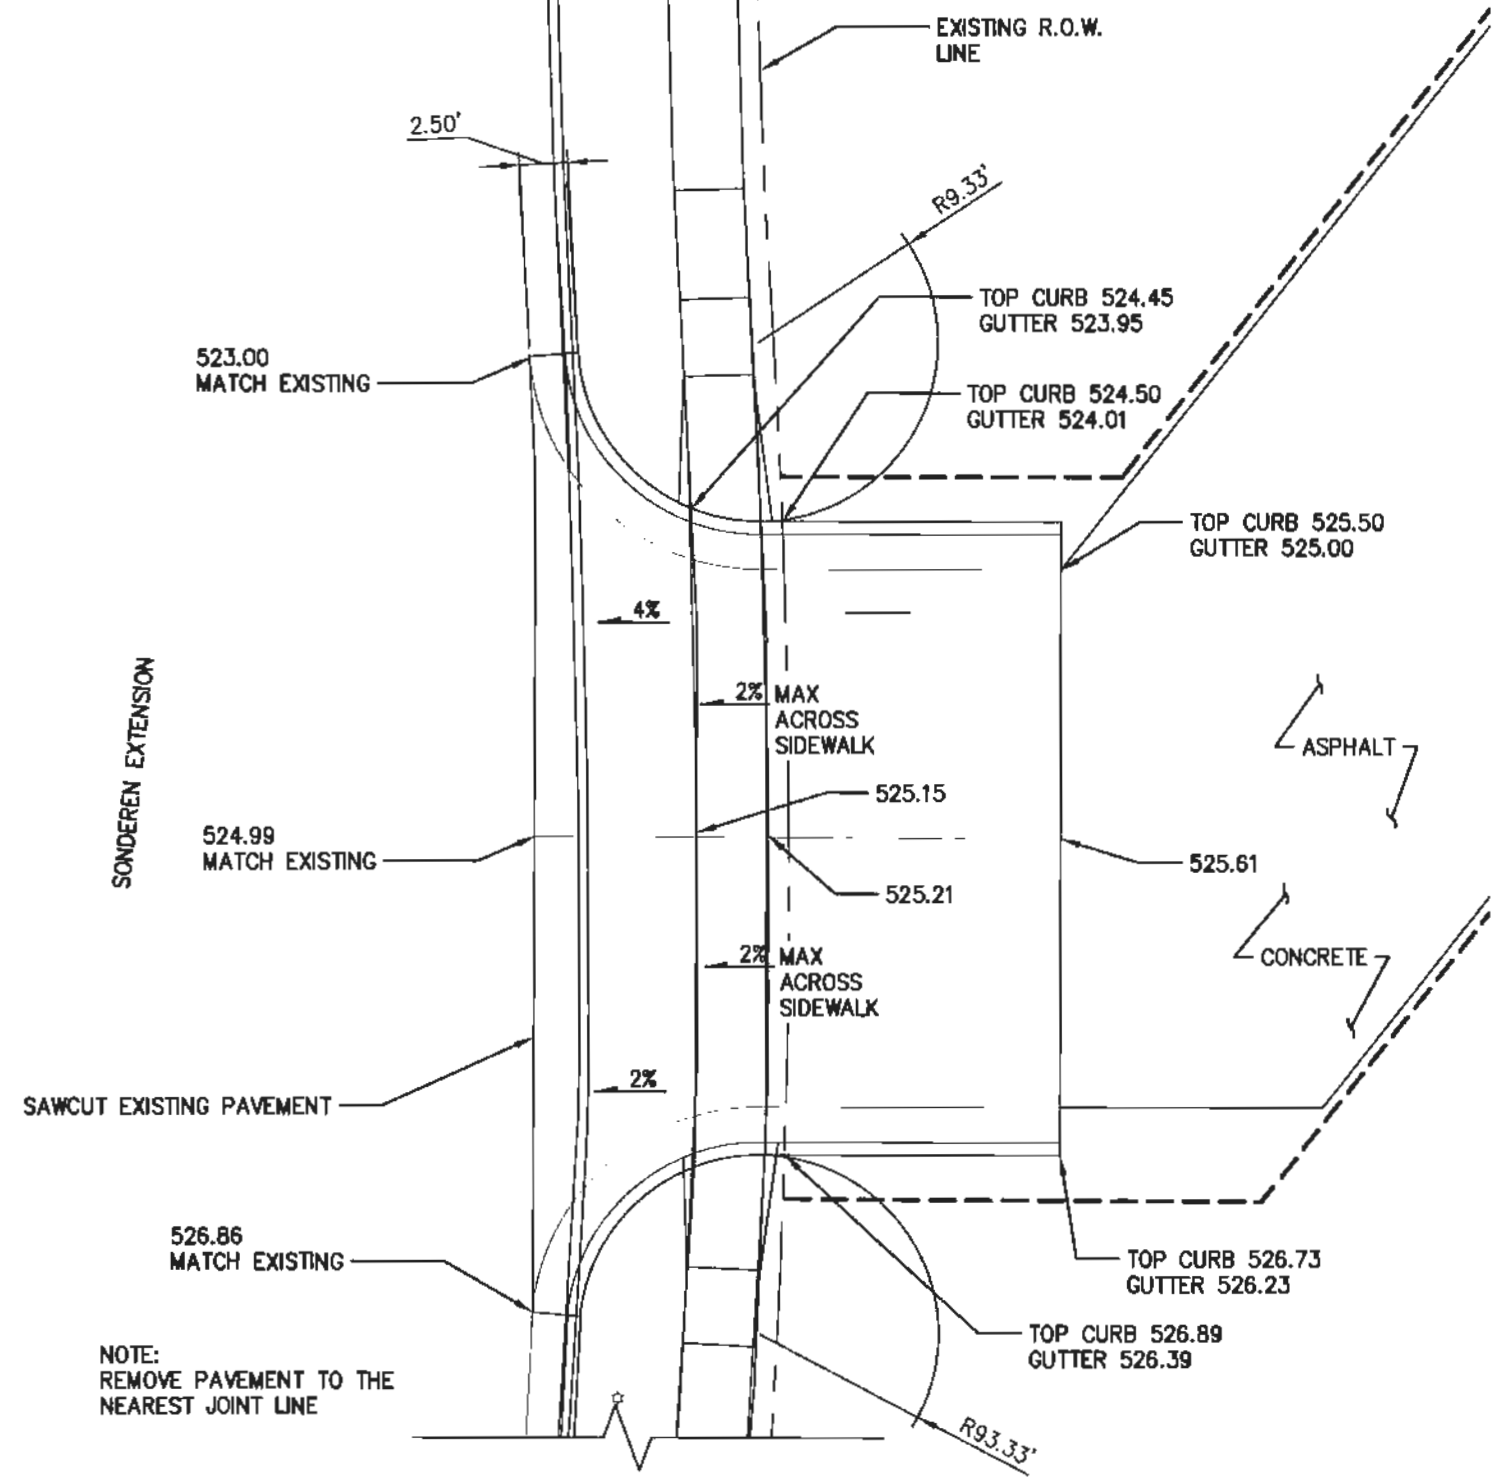 EXISTING R.O.W.
LINE
2.50'
R9.33'
TOP CURB 524.45
GUTTER 523.95
523.00
MATCH EXISTING
TOP CURB 524.50
GUTTER 524.01
TOP CURB 525.50
GUTTER 525.00
4%
2% MAX
ACROSS
SIDEWALK
SONDEREN EXTENSION
ASPHALT
525.15
524.99
MATCH EXISTING
525.61
525.21
2% MAX
ACROSS
SIDEWALK
CONCRETE
2%
SAWCUT EXISTING PAVEMENT
526.86
MATCH EXISTING
TOP CURB 526.73
GUTTER 526.23
TOP CURB 526.89
GUTTER 526.39
NOTE:
REMOVE PAVEMENT TO THE
NEAREST JOINT LINE
R93.33'